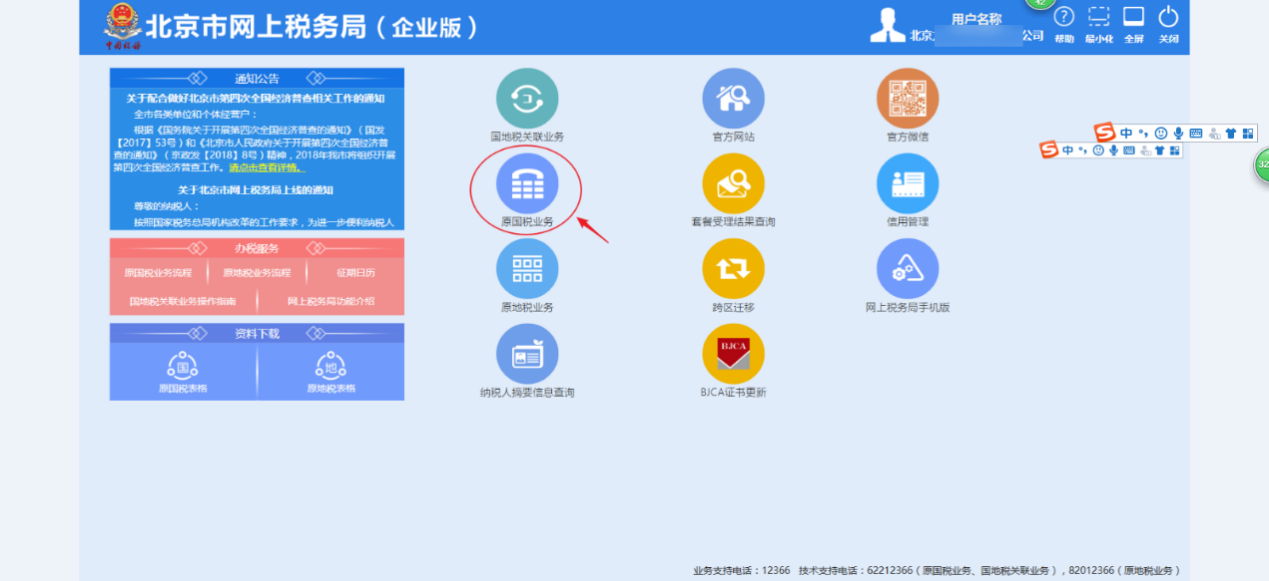 北京市网上税务局（企业版）
中国税务
用户名称
北京
公司
帮助
最小化
全屏
关闭
42
通知公告
关于配合做好北京市第四次全国经济普查相关工作的通知
全市各类单位和个体经营户：
根据《国务院关于开展第四次全国经济普查的通知》（国发
【2017】53号）和《北京市人民政府关于开展第四次全国经济普
查的通知》（京政发【2018】8号）精神，2018年我市将组织开展
第四次全国经济普查工作。请点击查看详情。
关于北京市网上税务局上线的通知
尊敬的纳税人：
按照国家税务总局机构改革的工作要求，为进一步便利纳税人
办税服务
原国税业务流程
原地税业务流程
征期日历
国地税关联业务操作指南
网上税务局功能介绍
资料下载
国
原国税表格
地
原地税表格
国地税关联业务
官方网站
官方微信
原国税业务
套餐受理结果查询
信用管理
原地税业务
跨区迁移
网上税务局手机版
纳税人摘要信息查询
BJCA
BJCA证书更新
S 中
S 中
32
业务支持电话：12366 技术支持电话：62212366（原国税业务、国地税关联业务），82012366（原地税业务）